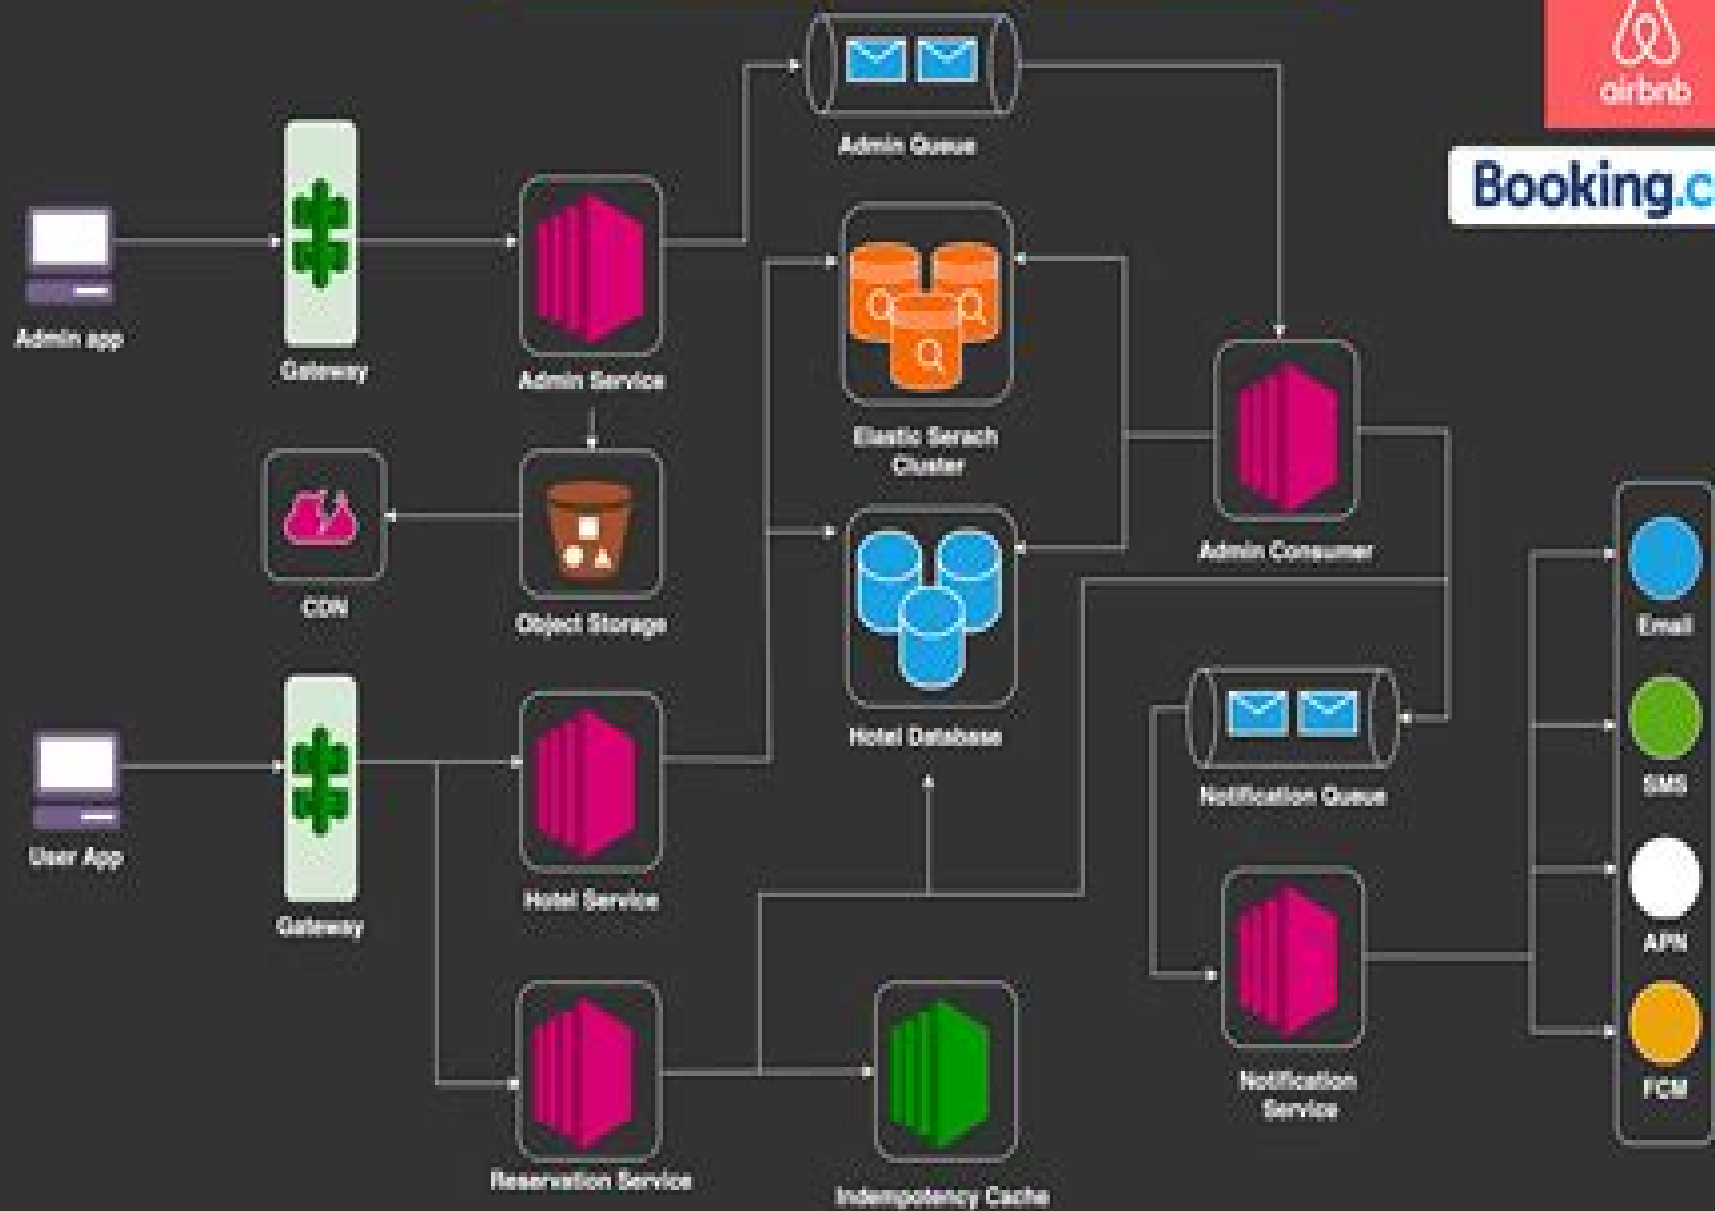 airbnb
Booking.c
Admin Queue
Admin app
Gateway
Admin Service
Elastic Serach
Cluster
Admin Consumer
CDN
Object Storage
Email
Hotel Database
SMS
Notification Queue
User App
Hotel Service
Gateway
APN
Notification
Service
FCM
Reservation Service
Indempotency Cache